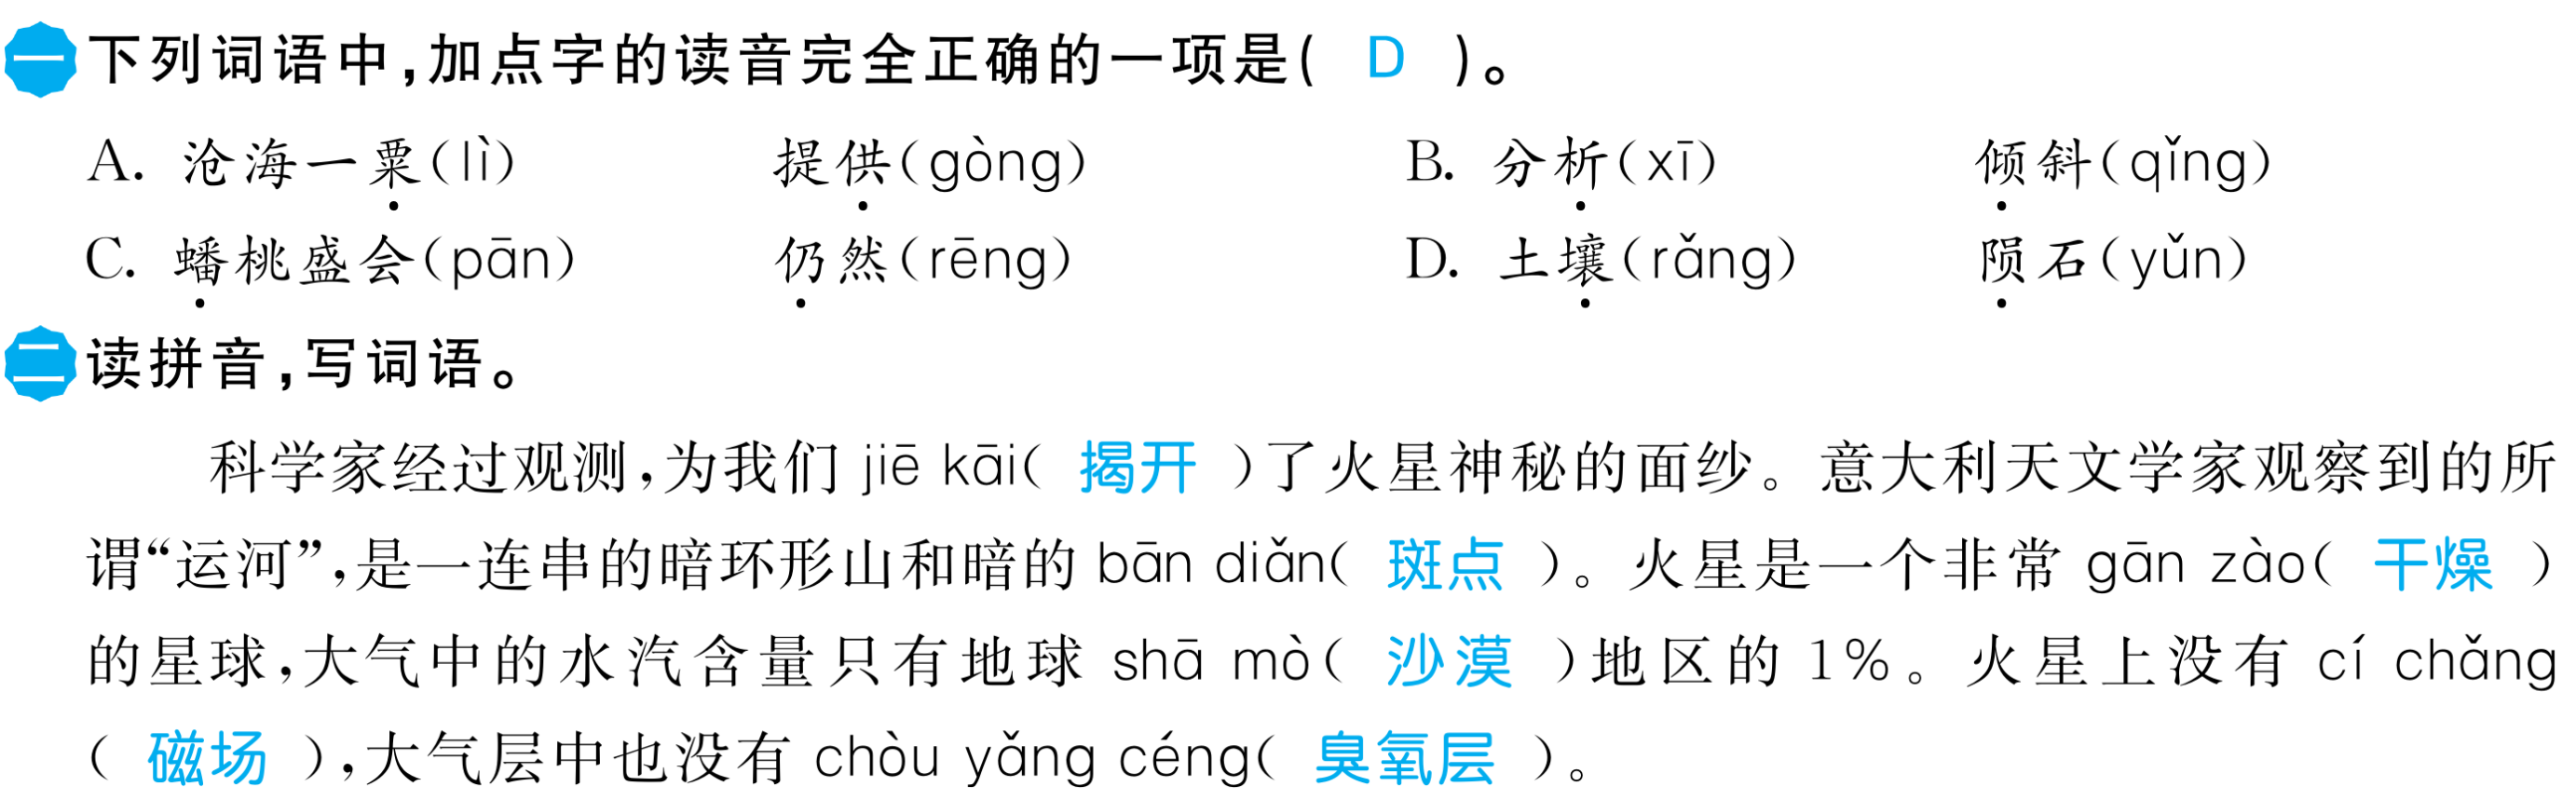 一 下列词语中,加点字的读音完全正确的一项是( D )。
A. 沧海一粟(lì) 提供(gòng) B. 分析(xī) 倾斜(qǐng)
C. 蟠桃盛会(pān) 仍然(rēng) D. 土壤(rǎng) 陨石(yǔn)
二 读拼音,写词语。
科学家经过观测,为我们 jiē kāi( 揭开 )了火星神秘的面纱。意大利天文学家观察到的所
谓“运河”,是一连串的暗环形山和暗的 bān diǎn( 斑点 )。火星是一个非常 gān zào( 干燥 )
的星球,大气中的水汽含量只有地球 shā mò( 沙漠 )地区的 1%。火星上没有 cí chǎng
( 磁场 ),大气层中也没有 chòu yǎng céng( 臭氧层 )。